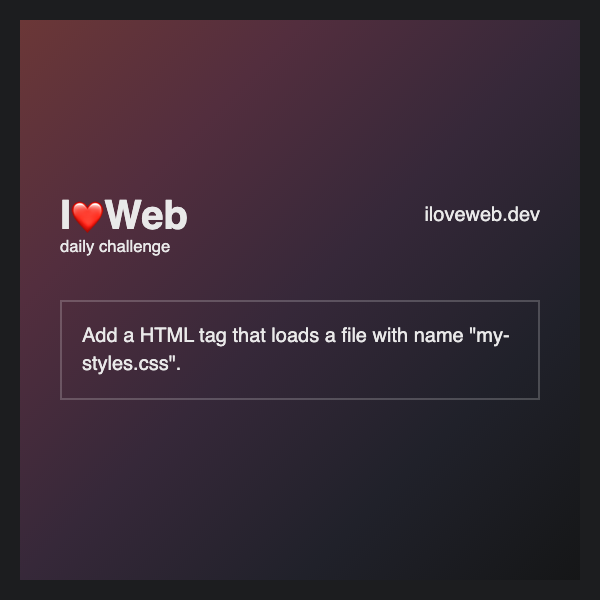 I❤️Web
iloveweb.dev
daily challenge
Add a HTML tag that loads a file with name "my-
styles.css".